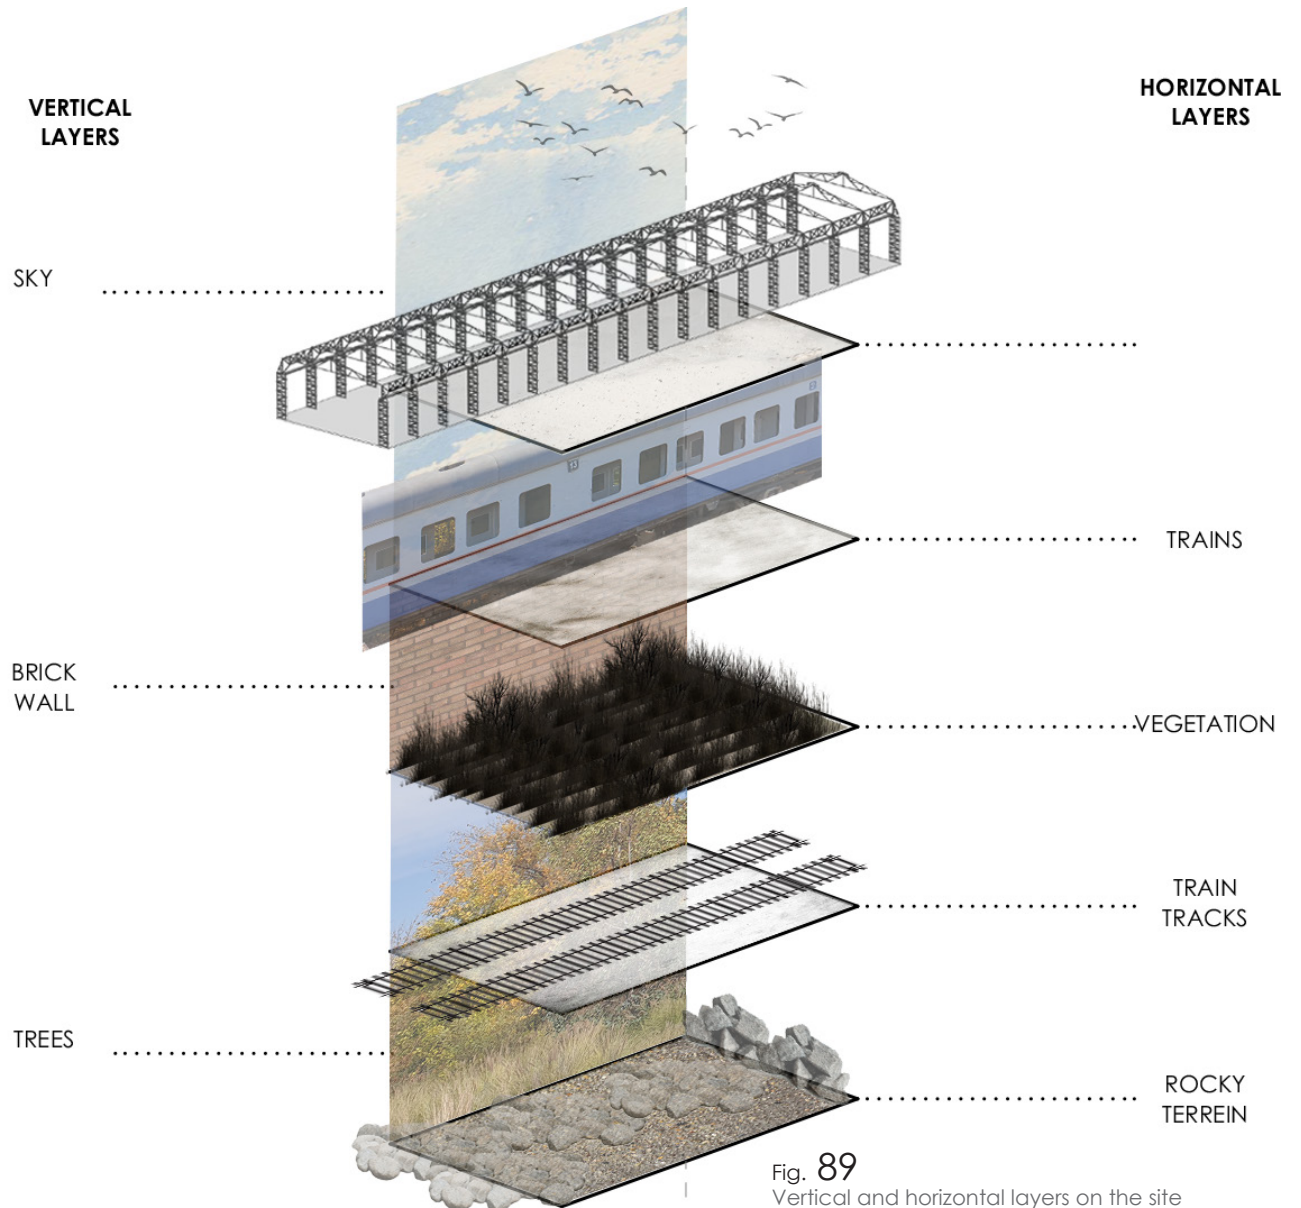 VERTICAL
LAYERS
HORIZONTAL
LAYERS
SKY
TRAINS
BRICK
WALL
VEGETATION
TRAIN
TRACKS
TREES
ROCKY
TERREIN
Fig. 89
Vertical and horizontal layers on the site